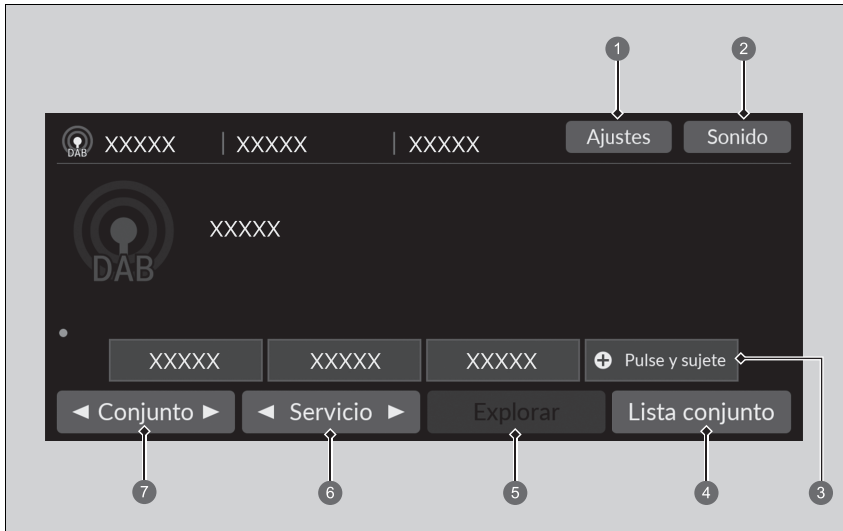 1 2
DAB XXXXX | XXXXX | XXXXX Ajustes Sonido
XXXXX
DAB
XXXXX XXXXX XXXXX Pulse y sujete
Conjunto Servicio Explorar Lista conjunto
7 6 5 4 3